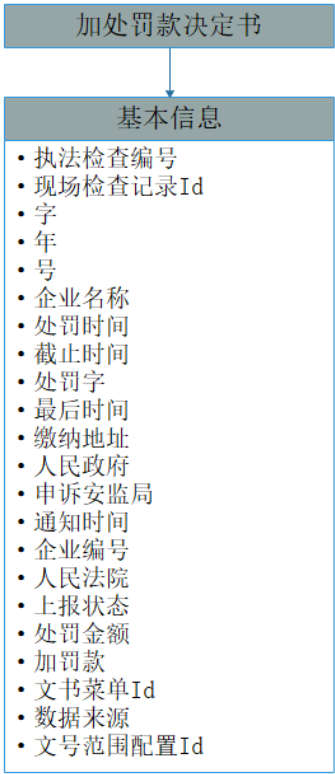 加处罚款决定书
基本信息
•执法检查编号
•现场检查记录Id
•字
•年
•号
•企业名称
•处罚时间
•截止时间
•处罚字
•最后时间
•缴纳地址
•人民政府
•申诉安监局
•通知时间
•企业编号
•人民法院
•上报状态
•处罚金额
•加罚款
•文书菜单Id
•数据来源
•文号范围配置Id